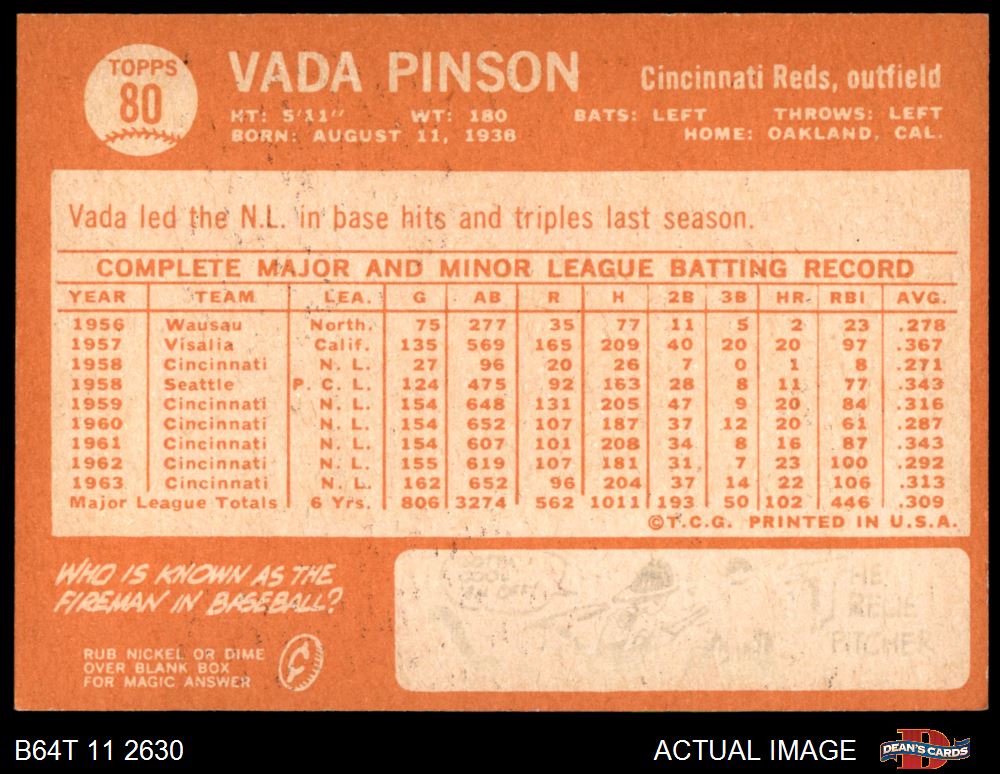 TOPPS
80
VADA PINSON
Cincinnati Reds, outfield
HT: 5'11" WT: 180 BATS: LEFT THROWS: LEFT
BORN: AUGUST 11, 1938 HOME: OAKLAND, CAL.
Vada led the N.L. in base hits and triples last season.
COMPLETE MAJOR AND MINOR LEAGUE BATTING RECORD
YEAR TEAM LEA. G AB R H 2B 3B HR RBI AVG.
1956 Wausau North. 75 277 35 77 11 5 2 23 .278
1957 Visalia Calif. 135 569 165 209 40 20 20 97 .367
1958 Cincinnati N. L. 27 96 20 26 7 0 1 8 .271
1958 Seattle P. C. L. 124 475 92 163 28 8 11 77 .343
1959 Cincinnati N. L. 154 648 131 205 47 9 20 84 .316
1960 Cincinnati N. L. 154 652 107 187 37 12 20 61 .287
1961 Cincinnati N. L. 154 607 101 208 34 8 16 87 .343
1962 Cincinnati N. L. 155 619 107 181 31 7 23 100 .292
1963 Cincinnati N. L. 162 652 96 204 37 14 22 106 .313
Major League Totals 6 Yrs. 806 3274 562 1011 193 50 102 446 .309
©T.C.G. PRINTED IN U.S.A.
WHO IS KNOWN AS THE
FIREMAN IN BASEBALL?
RUB NICKEL OR DIME
OVER BLANK BOX
FOR MAGIC ANSWER
PITCHER
B64T 11 2630
ACTUAL IMAGE
DEAN'S CARDS